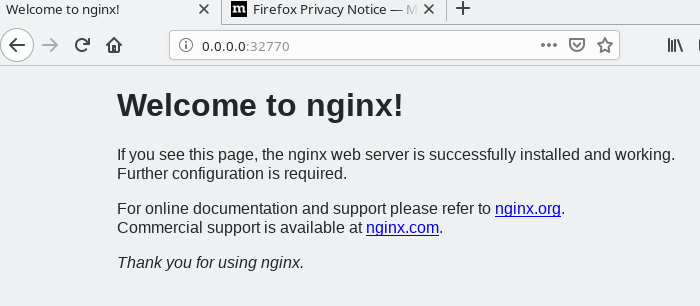 Welcome to nginx!
Firefox Privacy Notice — M
0.0.0.0:32770
Welcome to nginx!
If you see this page, the nginx web server is successfully installed and working.
Further configuration is required.
For online documentation and support please refer to nginx.org.
Commercial support is available at nginx.com.
Thank you for using nginx.